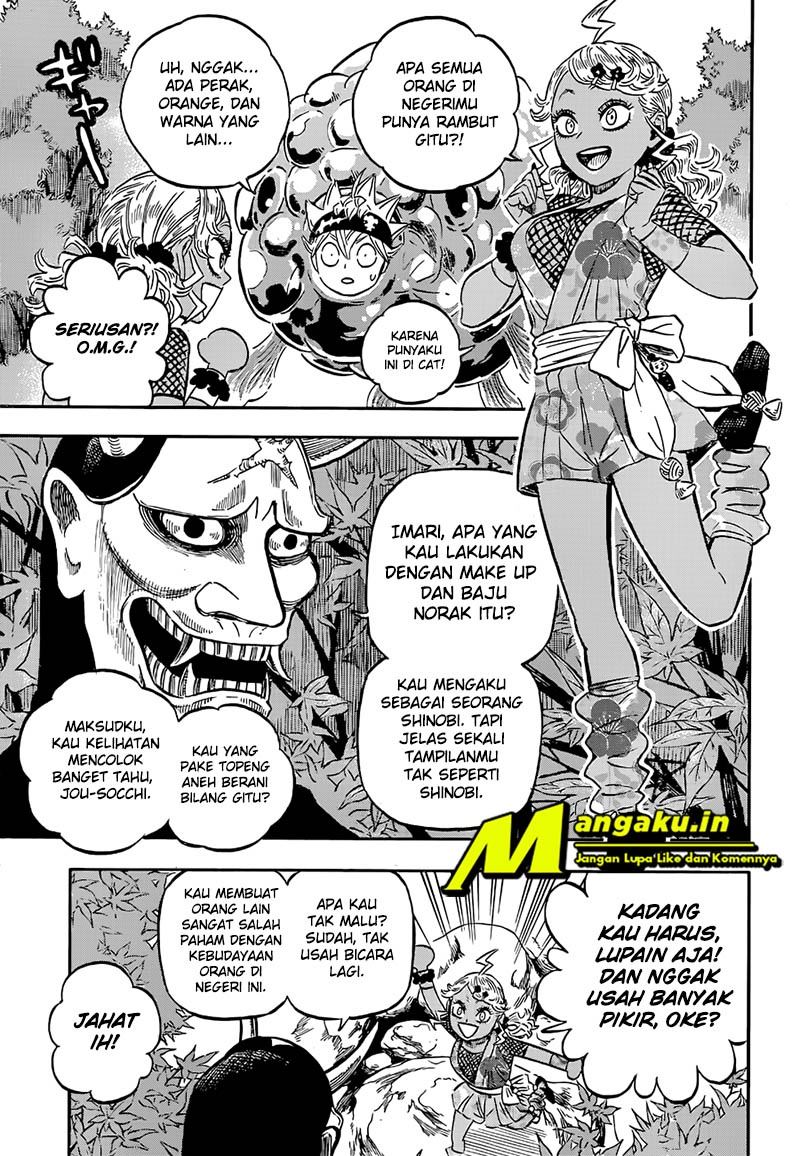 APA SEMUA
ORANG DI
NEGERIMU
PUNYA RAMBUT
GITU?!
UH, NGGAK...
ADA PERAK,
ORANGE, DAN
WARNA YANG
LAIN...
ギャー
KARENA
PUNYAKU
INI DI CAT!
SERIUSAN?!
O.M.G.!
IMARI, APA YANG
KAU LAKUKAN
DENGAN MAKE UP
DAN BAJU
NORAK ITU?
KAU MENGAKU
SEBAGAI SEORANG
SHINOBI. TAPI
JELAS SEKALI
TAMPILANMU
TAK SEPERTI
SHINOBI.
KAU YANG
PAKE TOPENG
ANEH BERANI
BILANG GITU?
MAKSUDKU,
KAU KELIHATAN
MENCOLOK
BANGET TAHU,
JOU-SOCCHI.
Mangaku.in
Jangan Lupa Like dan Komennya
KADANG
KAU HARUS,
LUPAIN AJA!
DAN NGGAK
USAH BANYAK
PIKIR, OKE?
APA KAU
TAK MALU?
SUDAH, TAK
USAH BICARA
LAGI.
KAU MEMBUAT
ORANG LAIN
SANGAT SALAH
PAHAM DENGAN
KEBUDAYAAN
ORANG DI
NEGERI INI.
JAHAT
IH!